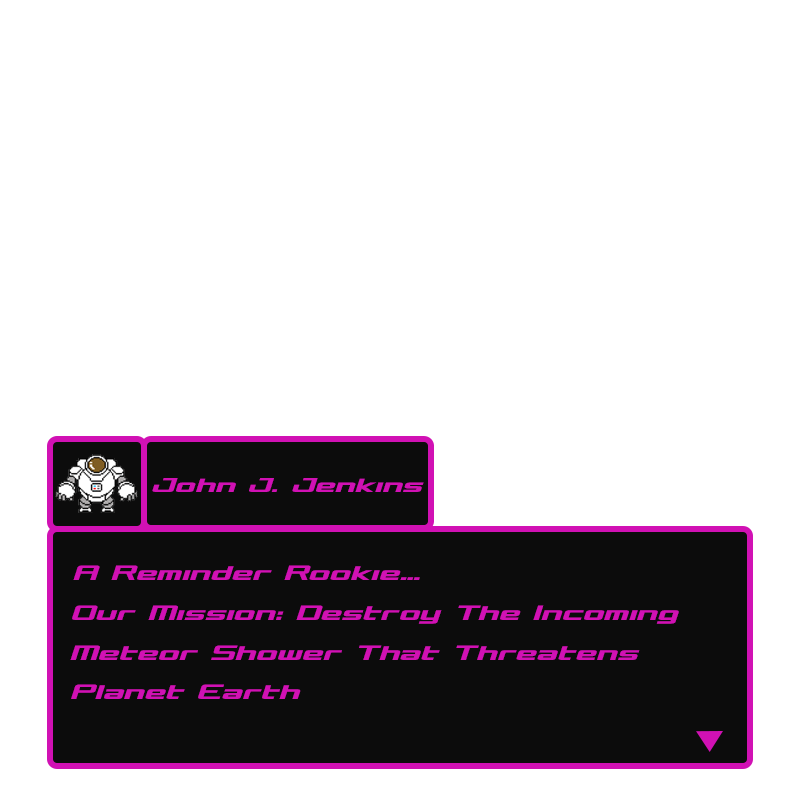 John J. Jenkins
A Reminder Rookie...
Our Mission: Destroy The Incoming
Meteor Shower That Threatens
Planet Earth